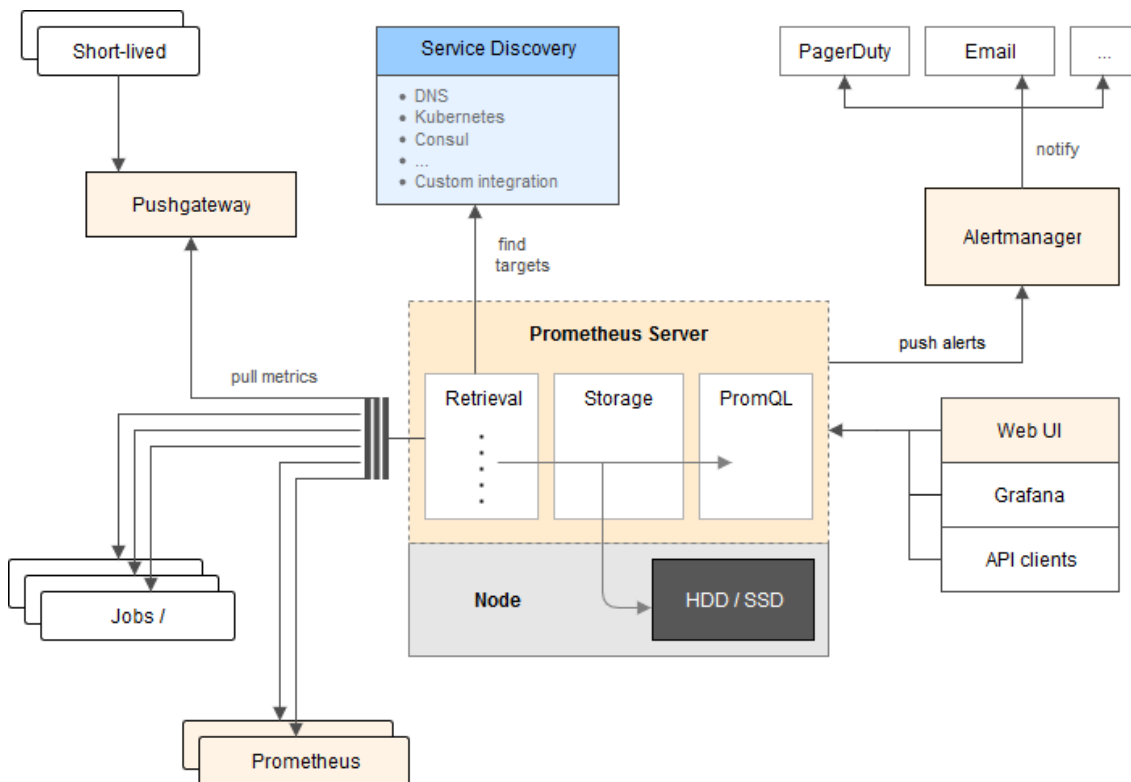 Short-lived
Service Discovery
• DNS
• Kubernetes
• Consul
• ...
• Custom integration
PagerDuty
Email
...
notify
Pushgateway
Alertmanager
find
targets
Prometheus Server
push alerts
pull metrics
Retrieval
Storage
PromQL
Web UI
Grafana
API clients
Node
HDD / SSD
Jobs /
Prometheus